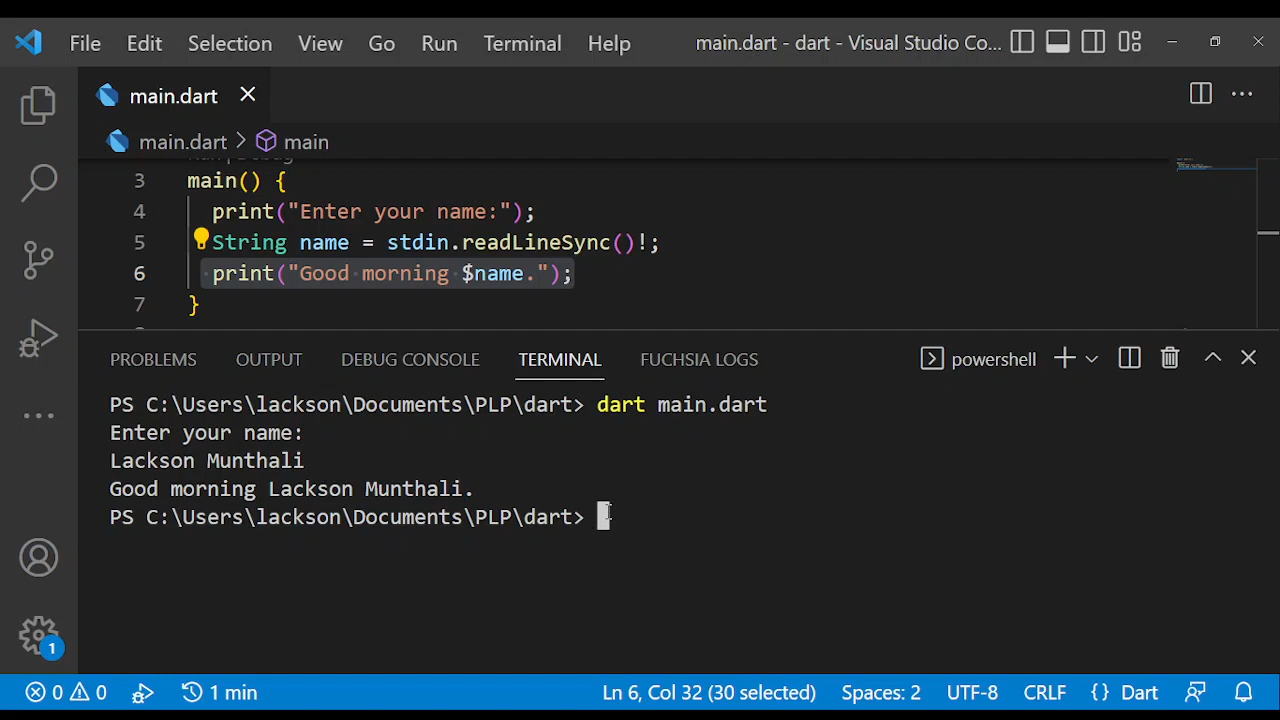 File Edit Selection View Go Run Terminal Help main.dart - dart - Visual Studio Co...
main.dart
main.dart > main
3 main() {
4 print("Enter your name:");
5 String name = stdin.readLineSync()!;
6 print("Good morning $name.");
7 }
PROBLEMS OUTPUT DEBUG CONSOLE TERMINAL FUCHSIA LOGS powershell
PS C:\Users\lackson\Documents\PLP\dart> dart main.dart
Enter your name:
Lackson Munthali
Good morning Lackson Munthali.
PS C:\Users\lackson\Documents\PLP\dart>
1
0 0 1 min Ln 6, Col 32 (30 selected) Spaces: 2 UTF-8 CRLF {} Dart